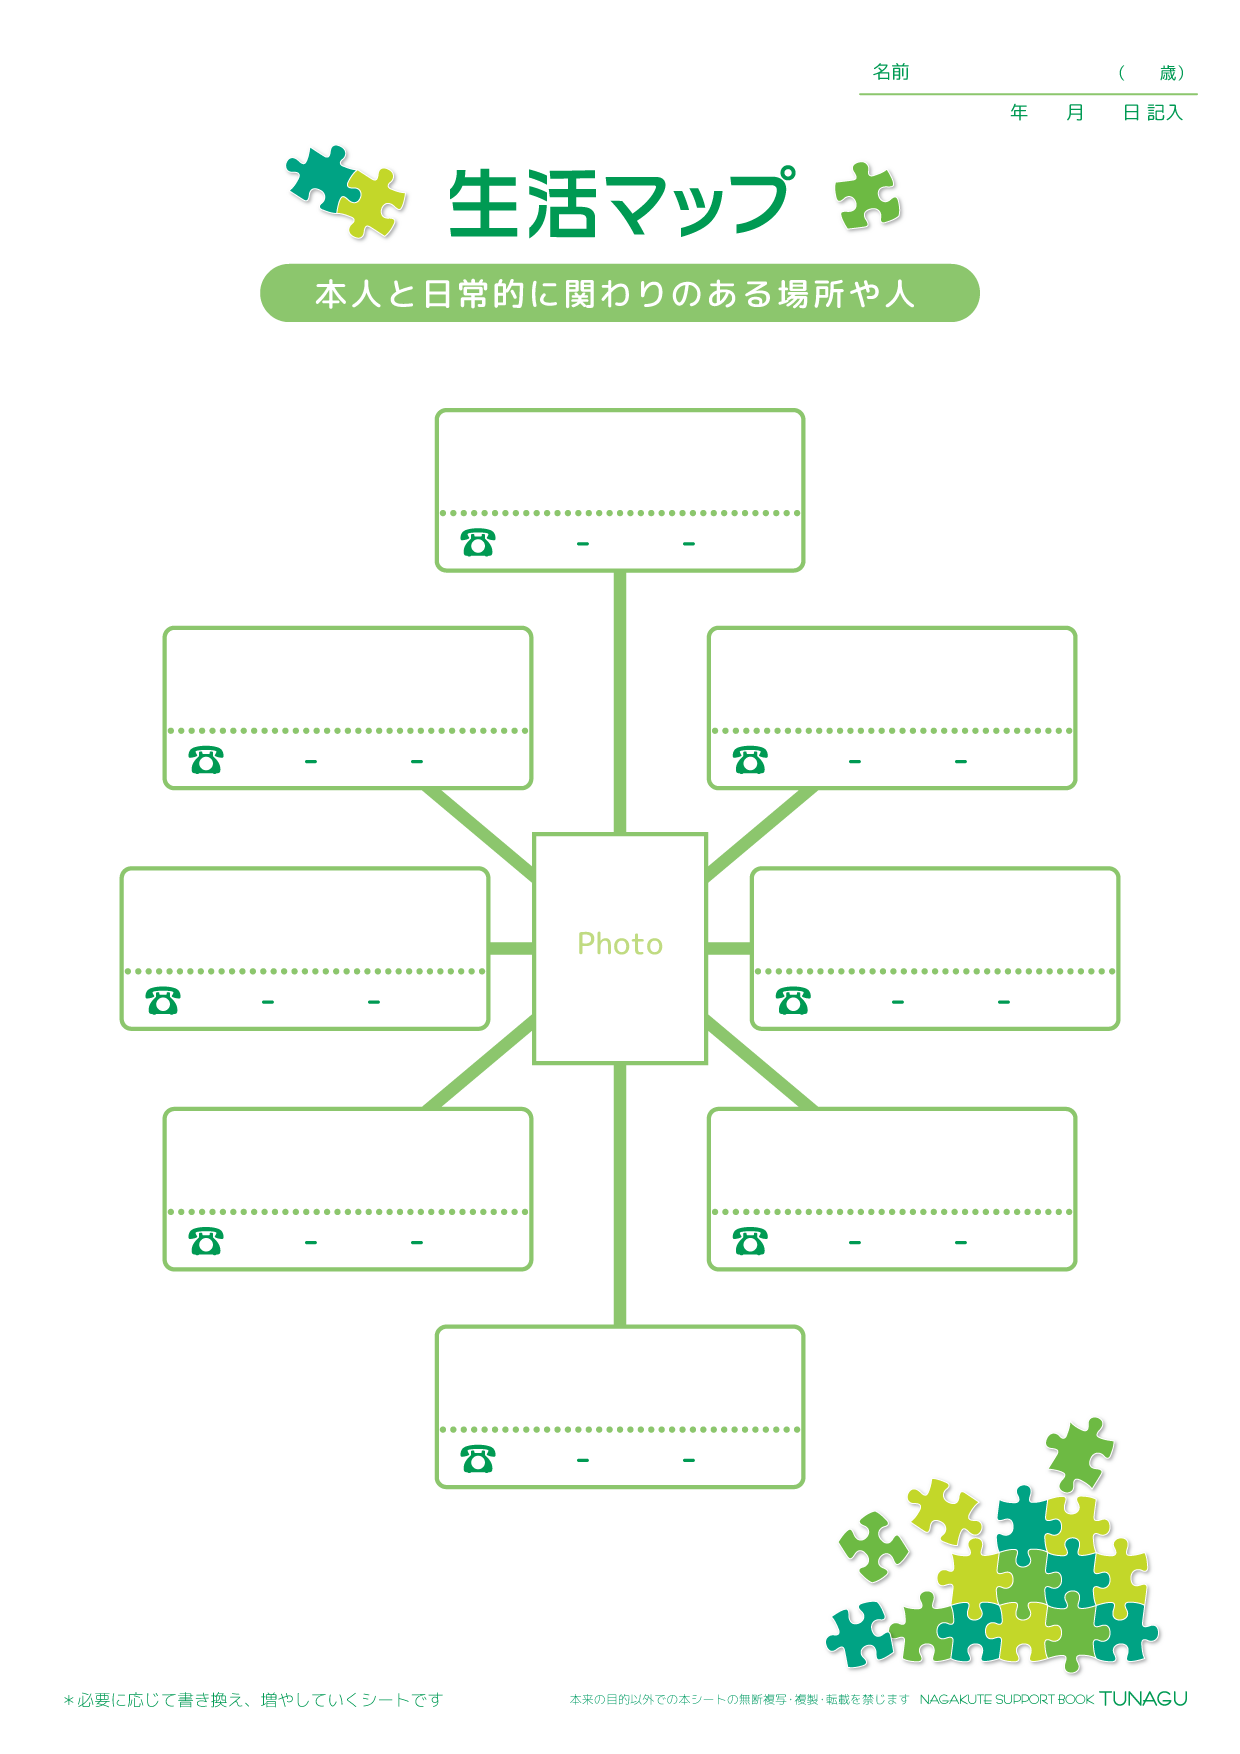 名前 （ 歳）
年 月 日 記入
生活マップ
本人と日常的に関わりのある場所や人
☎ - -
☎ - -
☎ - -
Photo
☎ - -
☎ - -
☎ - -
☎ - -
☎ - -
＊必要に応じて書き換え、増やしていくシートです
本来の目的以外での本シートの無断複写・複製・転載を禁じます NAGAKUTE SUPPORT BOOK TUNAGU